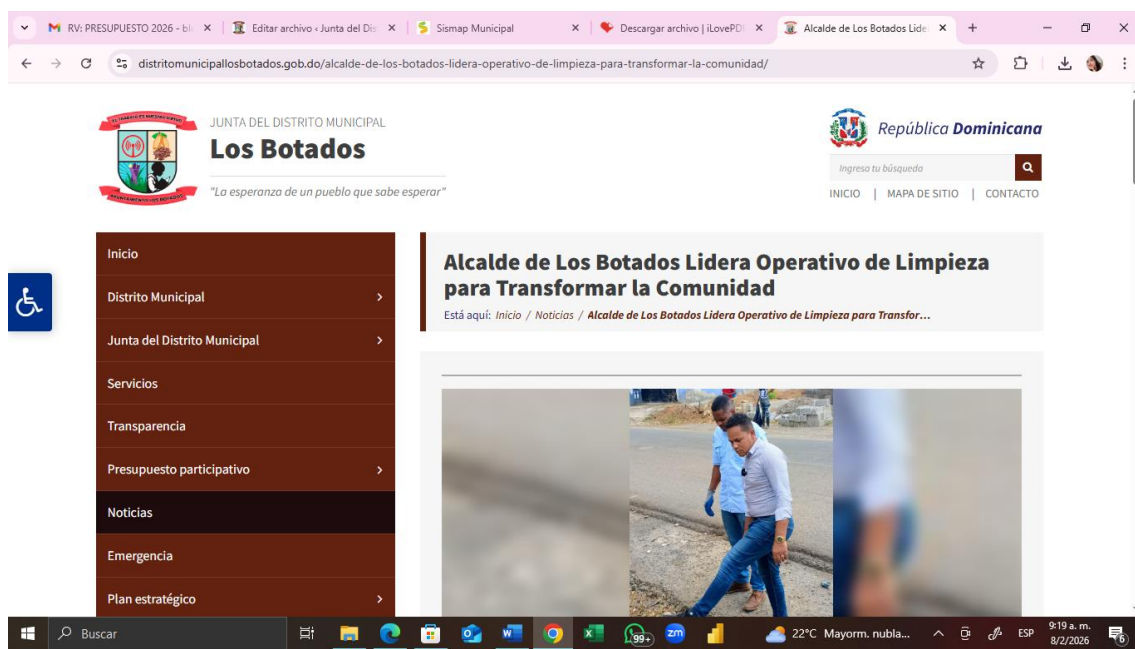 RV: PRESUPUESTO 2026 - bl
Editar archivo ‹ Junta del Dis
Sismap Municipal
Descargar archivo | iLovePD
Alcalde de Los Botados Lide
distritomunicipallosbotados.gob.do/alcalde-de-los-botados-lidera-operativo-de-limpieza-para-transformar-la-comunidad/
JUNTA DEL DISTRITO MUNICIPAL
Los Botados
"La esperanza de un pueblo que sabe esperar"
República Dominicana
Ingresa tu búsqueda
INICIO | MAPA DE SITIO | CONTACTO
Inicio
Distrito Municipal
Junta del Distrito Municipal
Servicios
Transparencia
Presupuesto participativo
Noticias
Emergencia
Plan estratégico
Alcalde de Los Botados Lidera Operativo de Limpieza
para Transformar la Comunidad
Está aquí: Inicio / Noticias / Alcalde de Los Botados Lidera Operativo de Limpieza para Transfor...
Buscar
99+
zm
22°C Mayorm. nubla...
ESP
9:19 a. m.
8/2/2026
6